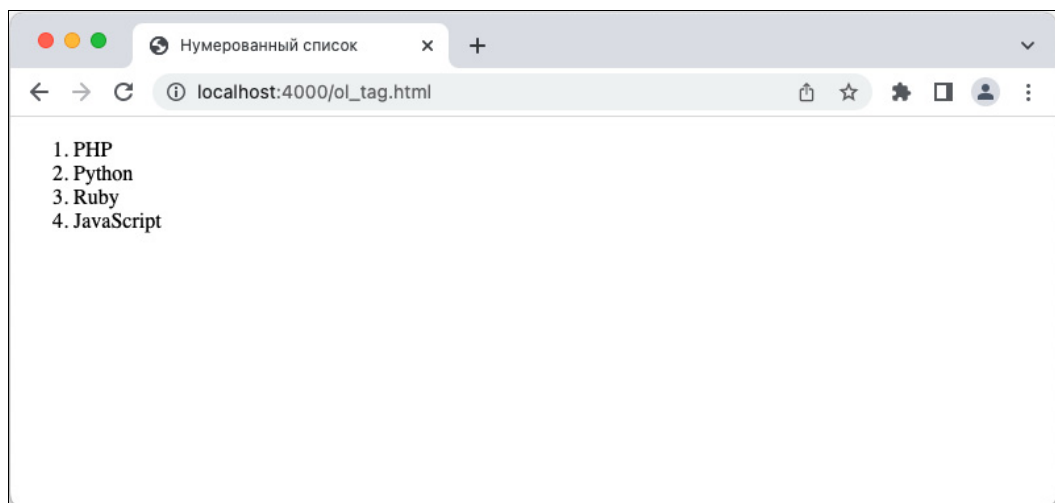 Нумерованный список
localhost:4000/ol_tag.html
1. PHP
2. Python
3. Ruby
4. JavaScript